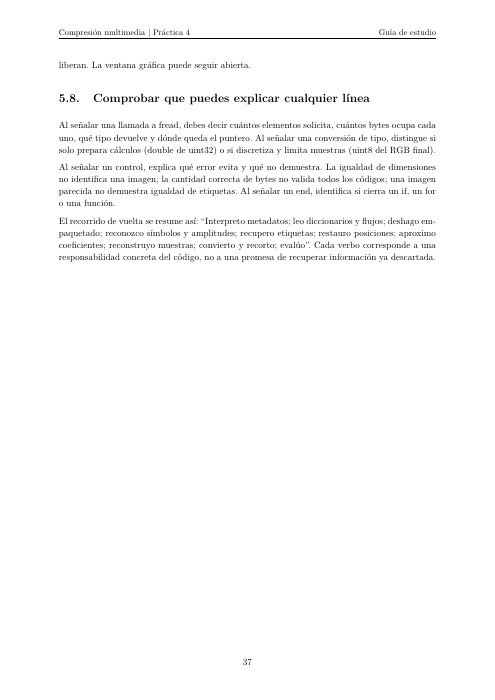 Compresión multimedia | Práctica 4 Guía de estudio
liberan. La ventana gráfica puede seguir abierta.
5.8. Comprobar que puedes explicar cualquier línea
Al señalar una llamada a fread, debes decir cuántos elementos solicita, cuántos bytes ocupa cada
uno, qué tipo devuelve y dónde queda el puntero. Al señalar una conversión de tipo, distingue si
solo prepara cálculos (double de uint32) o si discretiza y limita muestras (uint8 del RGB final).
Al señalar un control, explica qué error evita y qué no demuestra. La igualdad de dimensiones
no identifica una imagen; la cantidad correcta de bytes no valida todos los códigos; una imagen
parecida no demuestra igualdad de etiquetas. Al señalar un end, identifica si cierra un if, un for
o una función.
El recorrido de vuelta se resume así: “Interpreto metadatos; leo diccionarios y flujos; deshago em-
paquetado; reconozco símbolos y amplitudes; recupero etiquetas; restauro posiciones; aproximo
coeficientes; reconstruyo muestras; convierto y recorto; evalúo”. Cada verbo corresponde a una
responsabilidad concreta del código, no a una promesa de recuperar información ya descartada.
37